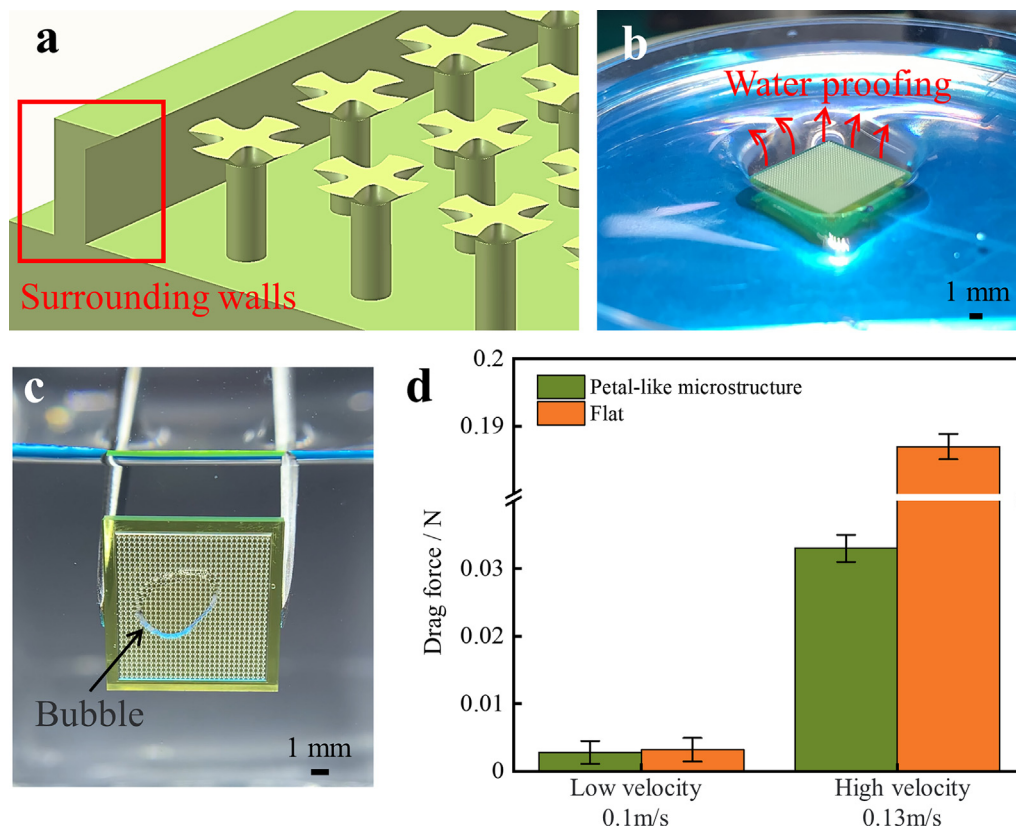 a
Surrounding walls
b
Water proofing
1 mm
c
Bubble
1 mm
d
0.2
0.19
0.03
0.02
0.01
0
Drag force / N
Petal-like microstructure
Flat
Low velocity
0.1m/s
High velocity
0.13m/s